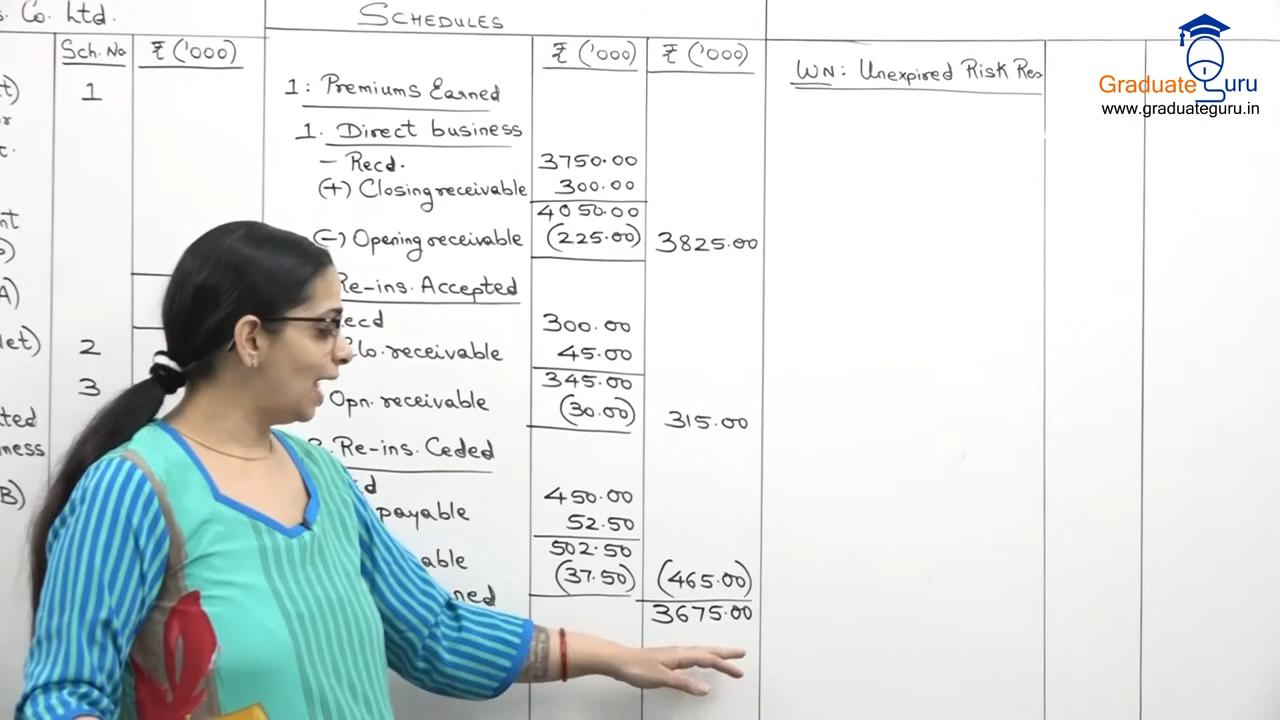 s. Co. Ltd.
SCHEDULES
Sch. No
₹ ('000)
1
2
3
B)
A)
₹ ('000)
₹ ('000)
1: Premiums Earned
1. Direct business
- Recd. 3750.00
(+) Closing receivable 300.00
4050.00
(-) Opening receivable (225.00) 3825.00
Re-ins. Accepted
300.00
Clo. receivable 45.00
345.00
Opn. receivable (30.00) 315.00
Re-ins. Ceded
450.00
payable 52.50
502.50
(37.50) (465.00)
3675.00
WN: Unexpired Risk Res
Graduate Guru
www.graduateguru.in